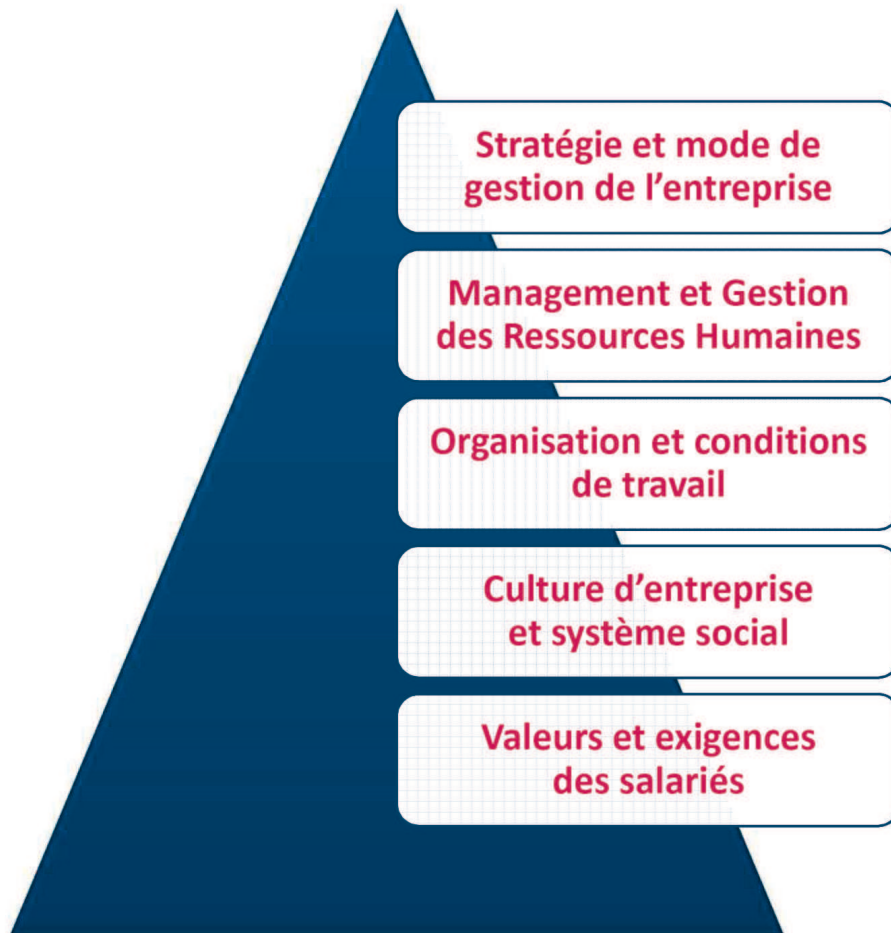 Stratégie et mode de
gestion de l’entreprise
Management et Gestion
des Ressources Humaines
Organisation et conditions
de travail
Culture d’entreprise
et système social
Valeurs et exigences
des salariés